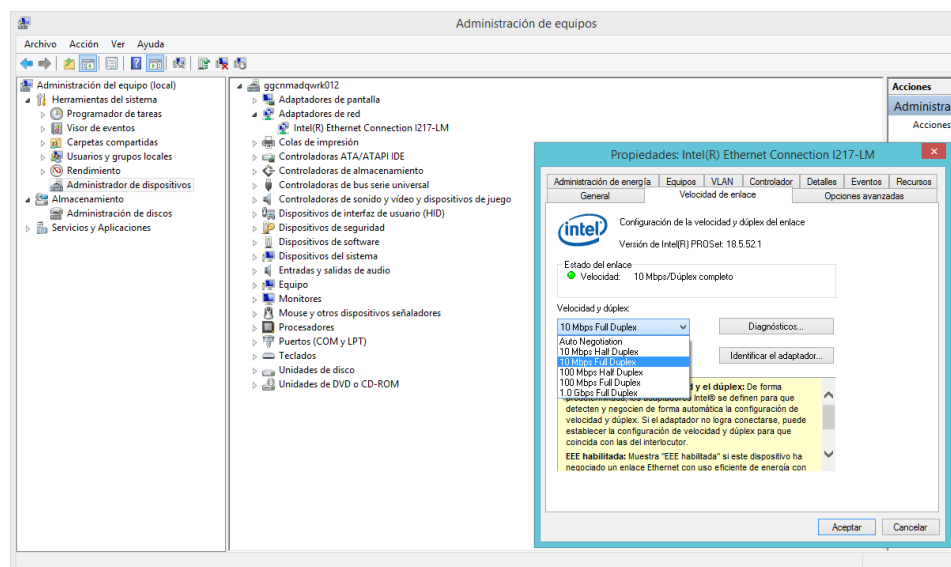 Administración de equipos
Archivo Acción Ver Ayuda
Administración del equipo (local)
Herramientas del sistema
Programador de tareas
Visor de eventos
Carpetas compartidas
Usuarios y grupos locales
Rendimiento
Administrador de dispositivos
Almacenamiento
Administración de discos
Servicios y Aplicaciones
ggcnmadqwrk012
Adaptadores de pantalla
Adaptadores de red
Intel(R) Ethernet Connection I217-LM
Colas de impresión
Controladoras ATA/ATAPI IDE
Controladoras de almacenamiento
Controladoras de bus serie universal
Controladoras de sonido y vídeo y dispositivos de juego
Dispositivos de interfaz de usuario (HID)
Dispositivos de seguridad
Dispositivos de software
Dispositivos del sistema
Entradas y salidas de audio
Equipo
Monitores
Mouse y otros dispositivos señaladores
Procesadores
Puertos (COM y LPT)
Teclados
Unidades de disco
Unidades de DVD o CD-ROM
Acciones
Administra
Acciones
Propiedades: Intel(R) Ethernet Connection I217-LM
Administración de energía Equipos VLAN Controlador Detalles Eventos Recursos
General Velocidad de enlace Opciones avanzadas
intel
Configuración de la velocidad y dúplex del enlace
Versión de Intel(R) PROSet: 18.5.52.1
Estado del enlace
Velocidad: 10 Mbps/Dúplex completo
Velocidad y dúplex:
10 Mbps Full Duplex
Diagnósticos...
Auto Negotiation
10 Mbps Half Duplex
10 Mbps Full Duplex
100 Mbps Half Duplex
100 Mbps Full Duplex
1.0 Gbps Full Duplex
Identificar el adaptador...
y el dúplex: De forma
predeterminada, los adaptadores Intel® se definen para que
detecten y negocien de forma automática la configuración de
velocidad y dúplex. Si el adaptador no logra conectarse, puede
establecer la configuración de velocidad y dúplex para que
coincida con las del interlocutor.
EEE habilitada: Muestra "EEE habilitada" si este dispositivo ha
negociado un enlace Ethernet con uso eficiente de energía con
Aceptar Cancelar